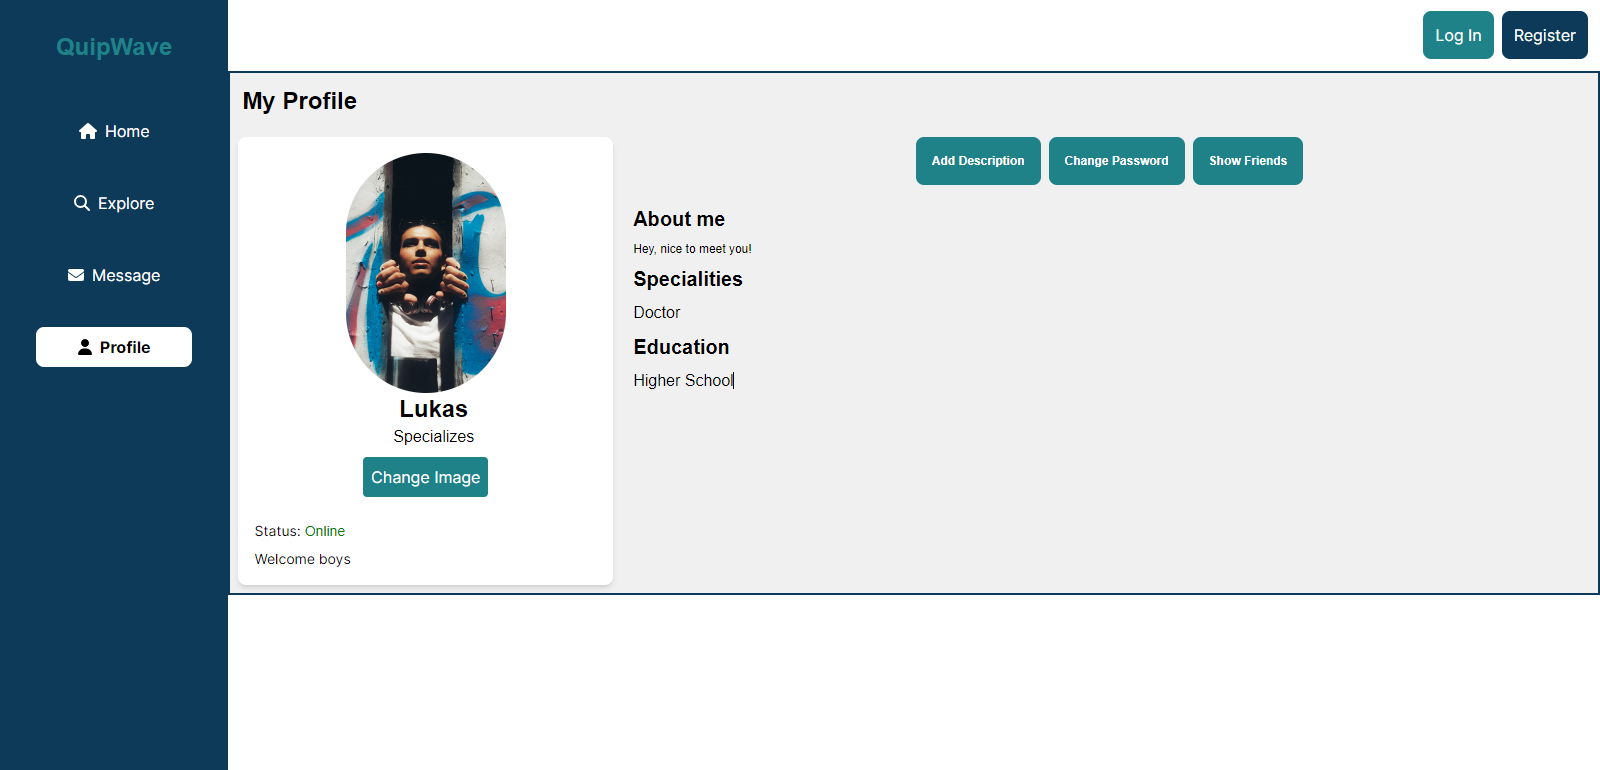 QuipWave
Home
Explore
Message
Profile
Log In
Register
My Profile
Lukas
Specializes
Change Image
Status: Online
Welcome boys
Add Description
Change Password
Show Friends
About me
Hey, nice to meet you!
Specialities
Doctor
Education
Higher School